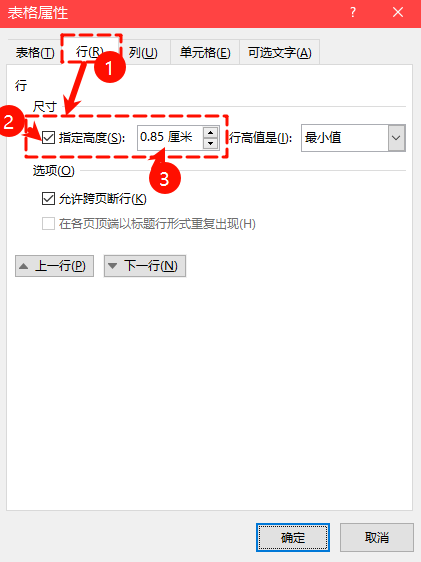 表格属性 ?
表格(T) 行(R) 列(U) 单元格(E) 可选文字(A)
1
行
尺寸
2
指定高度(S): 0.85 厘米 行高值是(I): 最小值
3
选项(O)
允许跨页断行(K)
在各页顶端以标题行形式重复出现(H)
上一行(P) 下一行(N)
确定 取消